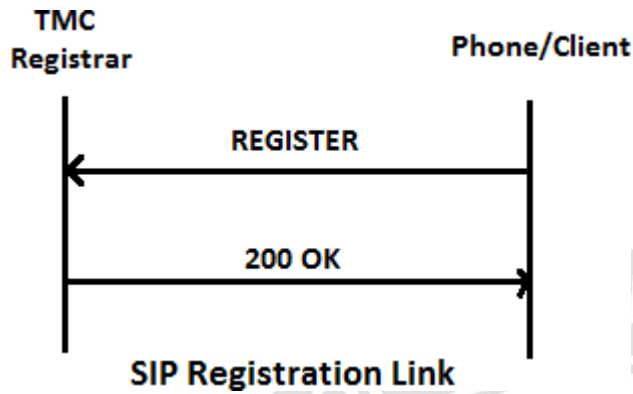 TMC
Registrar
Phone/Client
REGISTER
200 OK
SIP Registration Link